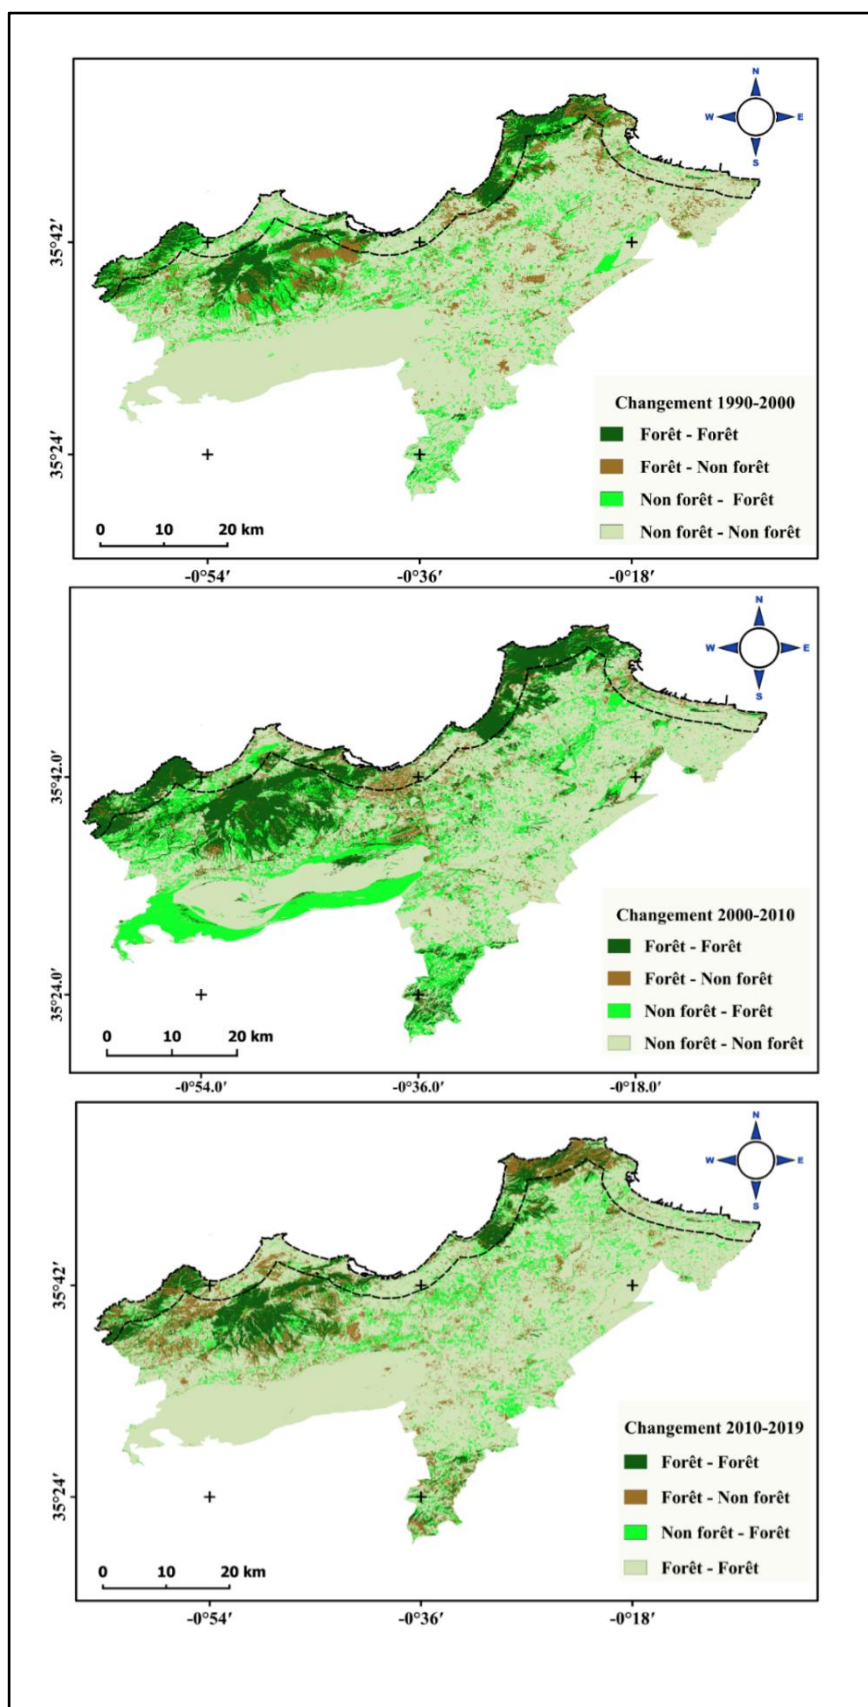 N
W E
S
35°42′
Changement 1990-2000
Forêt - Forêt
Forêt - Non forêt
Non forêt - Forêt
Non forêt - Non forêt
35°24′
0 10 20 km
-0°54′ -0°36′ -0°18′
N
W E
S
35°42.0′
Changement 2000-2010
Forêt - Forêt
Forêt - Non forêt
Non forêt - Forêt
Non forêt - Non forêt
35°24.0′
0 10 20 km
-0°54.0′ -0°36.0′ -0°18.0′
N
W E
S
35°42′
Changement 2010-2019
Forêt - Forêt
Forêt - Non forêt
Non forêt - Forêt
Forêt - Forêt
35°24′
0 10 20 km
-0°54′ -0°36′ -0°18′